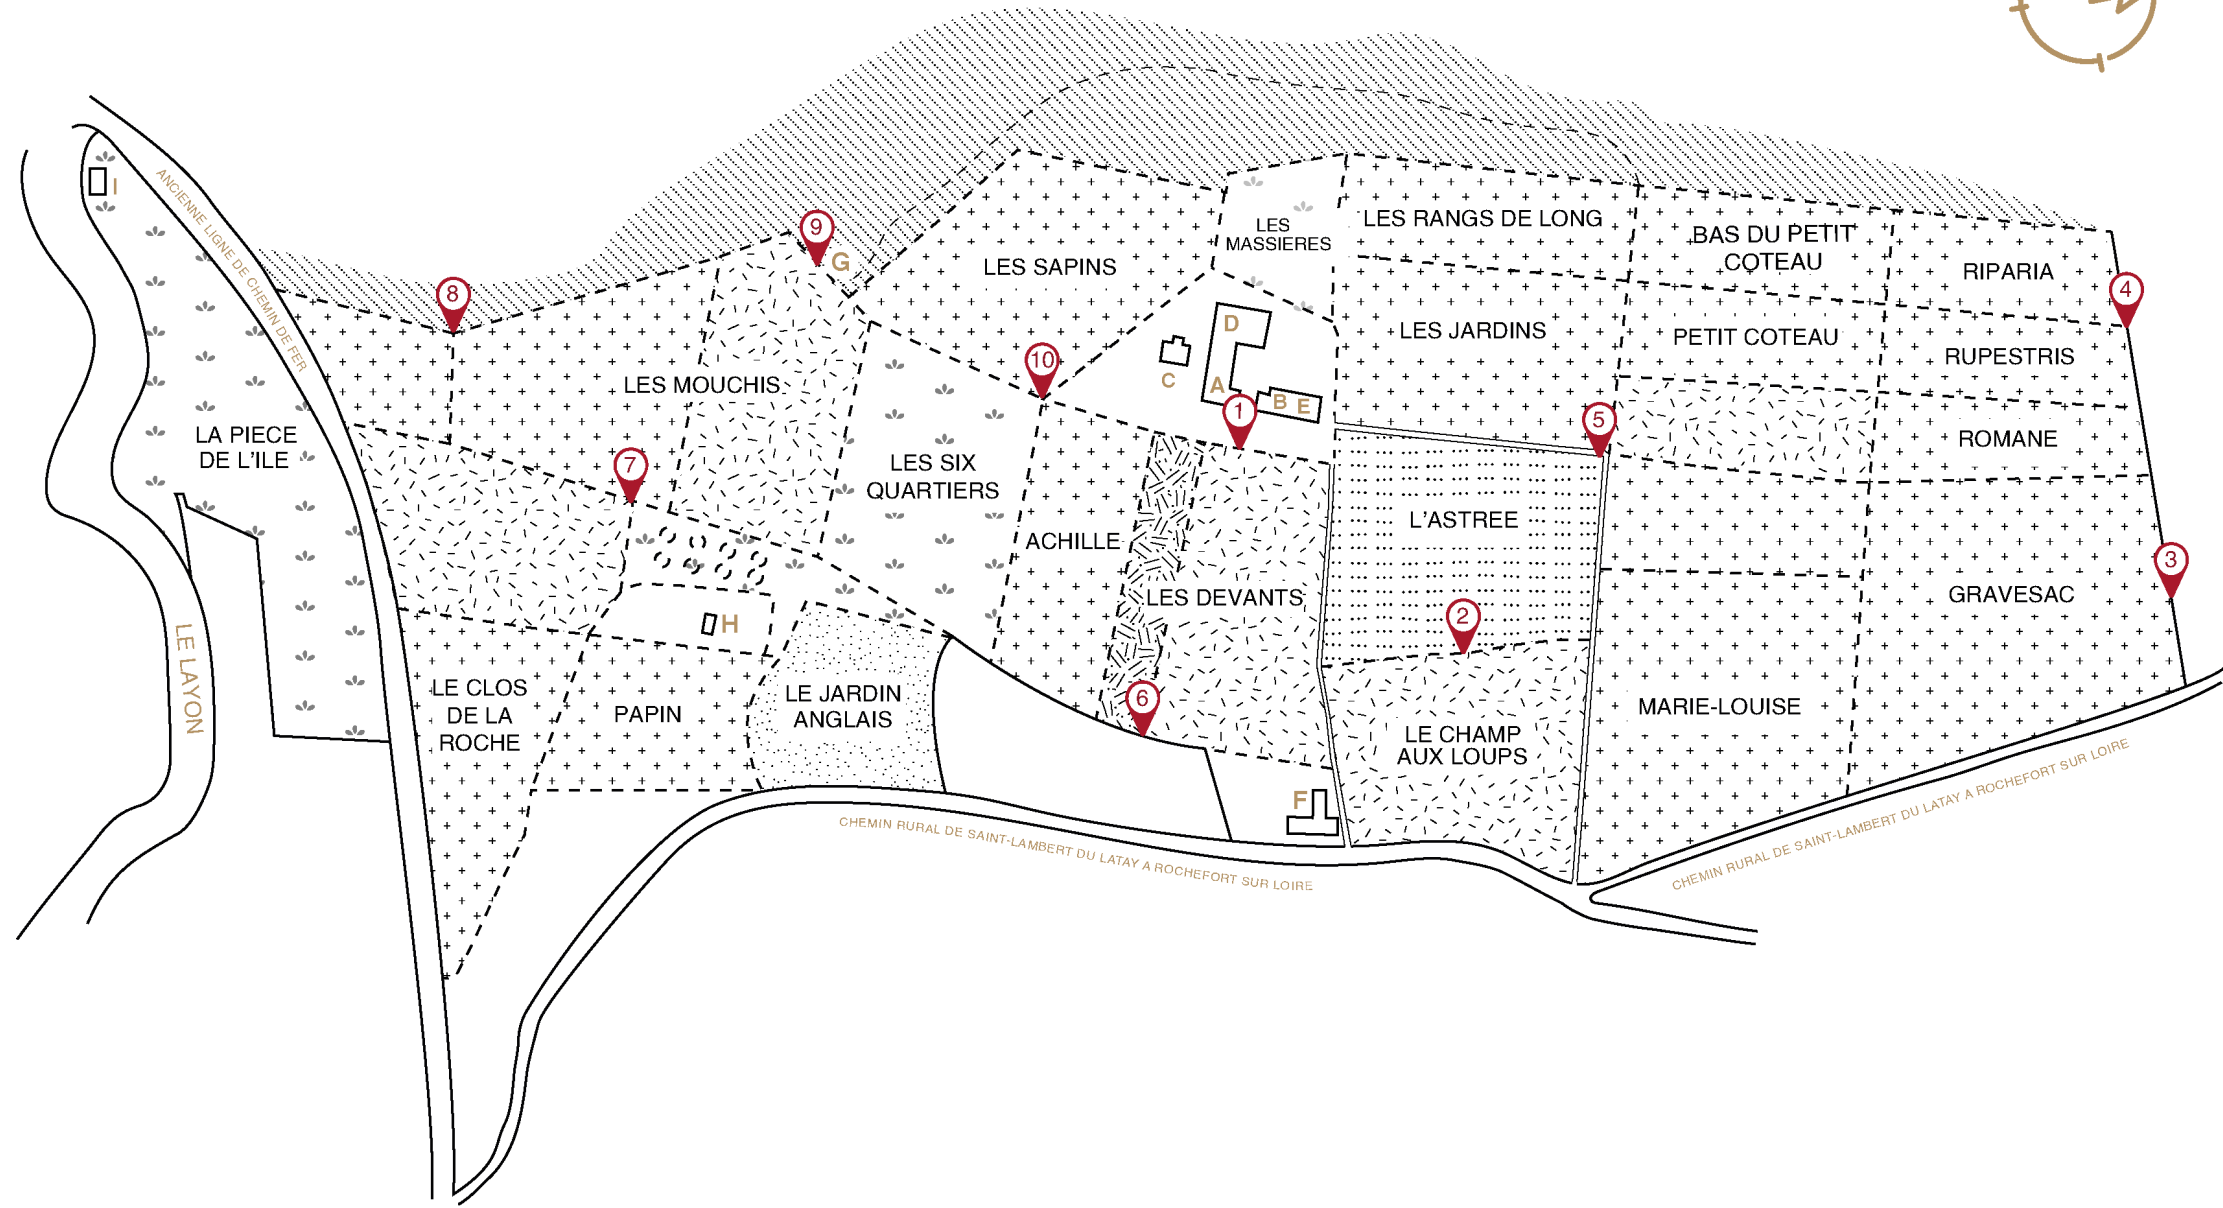 I
ANCIENNE LIGNE DE CHEMIN DE FER
8
9
G
LES SAPINS
LES
MASSIERES
LES RANGS DE LONG
BAS DU PETIT
COTEAU
RIPARIA
4
LES JARDINS
PETIT COTEAU
RUPESTRIS
D
C
A
B E
1
10
5
LES MOUCHIS
LA PIECE
DE L'ILE
7
LES SIX
QUARTIERS
ROMANE
ACHILLE
L'ASTREE
3
LES DEVANTS
2
GRAVESAC
H
LE LAYON
LE CLOS
DE LA
ROCHE
PAPIN
LE JARDIN
ANGLAIS
6
MARIE-LOUISE
LE CHAMP
AUX LOUPS
F
CHEMIN RURAL DE SAINT-LAMBERT DU LATAY A ROCHEFORT SUR LOIRE
CHEMIN RURAL DE SAINT-LAMBERT DU LATAY A ROCHEFORT SUR LOIRE